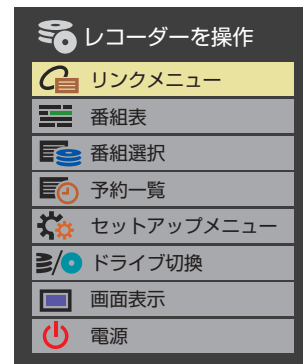 レコーダーを操作
リンクメニュー
番組表
番組選択
予約一覧
セットアップメニュー
ドライブ切換
画面表示
電源